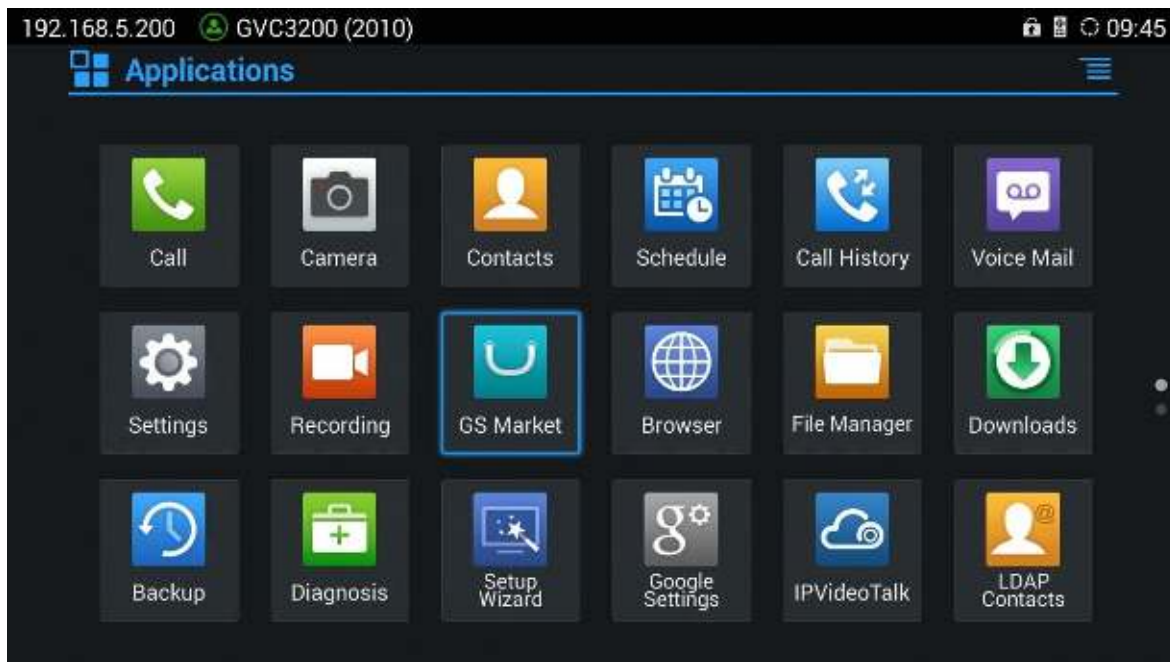 192.168.5.200 GVC3200 (2010) 09:45
Applications
Call Camera Contacts Schedule Call History Voice Mail
Settings Recording GS Market Browser File Manager Downloads
Backup Diagnosis Setup Wizard Google Settings IPVideoTalk LDAP Contacts